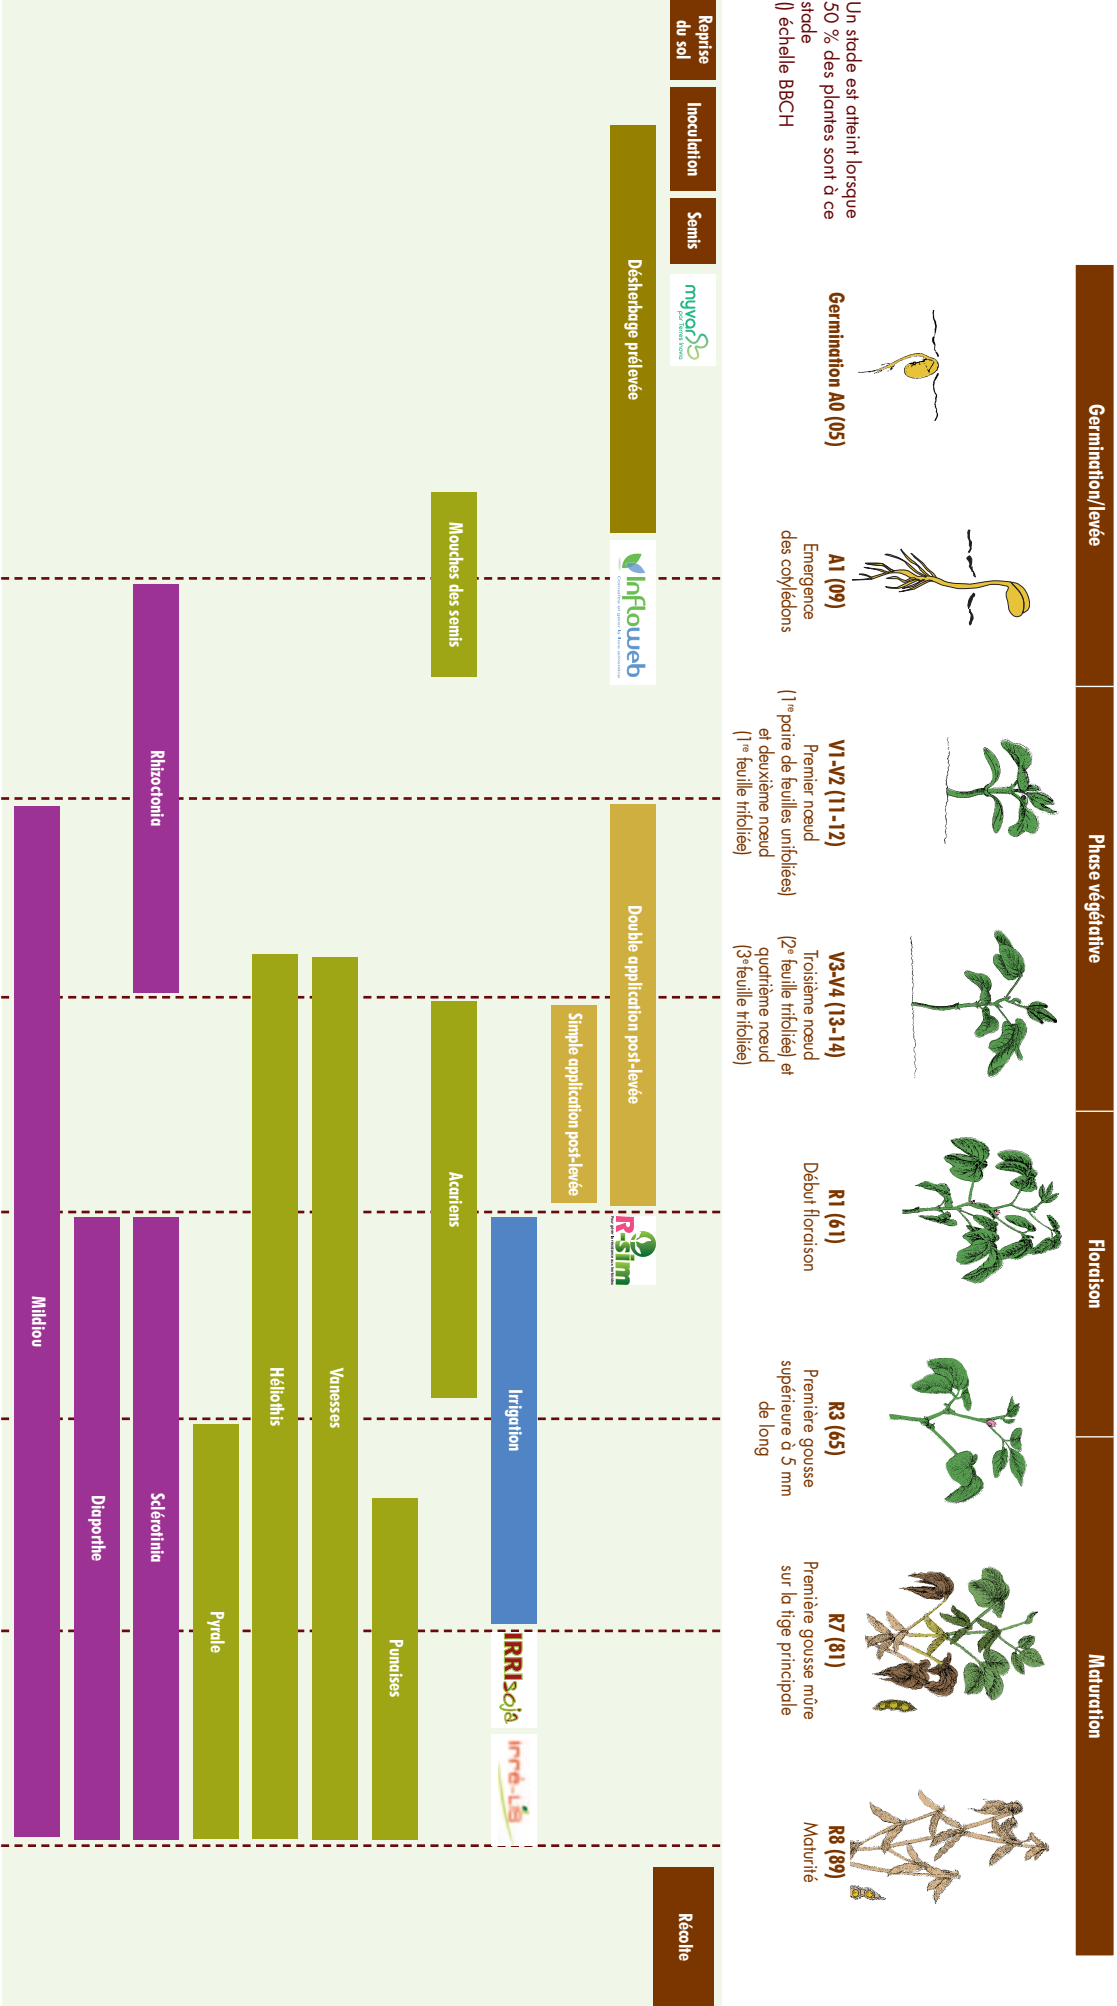 Germination/levée
Phase végétative
Floraison
Maturation
Un stade est atteint lorsque
50 % des plantes sont à ce
stade
() échelle BBCH
Germination A0 (05)
A1 (09)
Emergence
des cotylédons
V1-V2 (11-12)
Premier nœud
(1re paire de feuilles unifoliées)
et deuxième nœud
(1re feuille trifoliée)
V3-V4 (13-14)
Troisième nœud
(2e feuille trifoliée) et
quatrième nœud
(3e feuille trifoliée)
R1 (61)
Début floraison
R3 (65)
Première gousse
supérieure à 5 mm
de long
R7 (81)
Première gousse mûre
sur la tige principale
R8 (89)
Maturité
Reprise
du sol
Inoculation
Semis
myvar
par Terres Inovia
Récolte
Désherbage prélevée
Infloweb
Double application post-levée
R-sim
Simple application post-levée
Irrigation
IRRIsoja
Irré-LIS
Mouches des semis
Acariens
Punaises
Vanesses
Héliothis
Pyrale
Rhizoctonia
Sclérotinia
Diaporthe
Mildiou